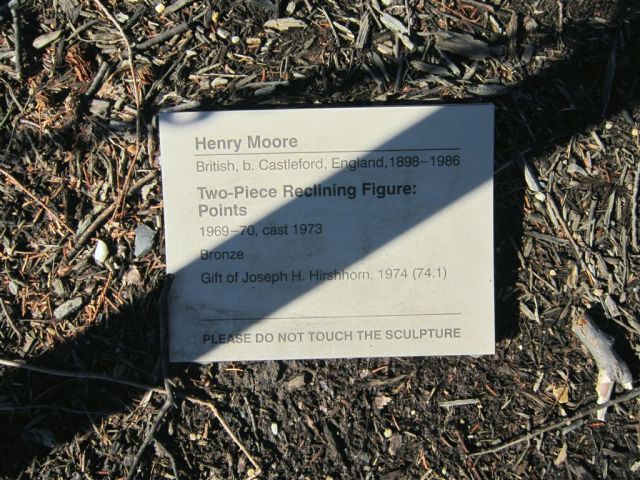 Henry Moore
British, b. Castleford, England, 1898–1986
Two-Piece Reclining Figure:
Points
1969–70, cast 1973
Bronze
Gift of Joseph H. Hirshhorn, 1974 (74.1)
PLEASE DO NOT TOUCH THE SCULPTURE